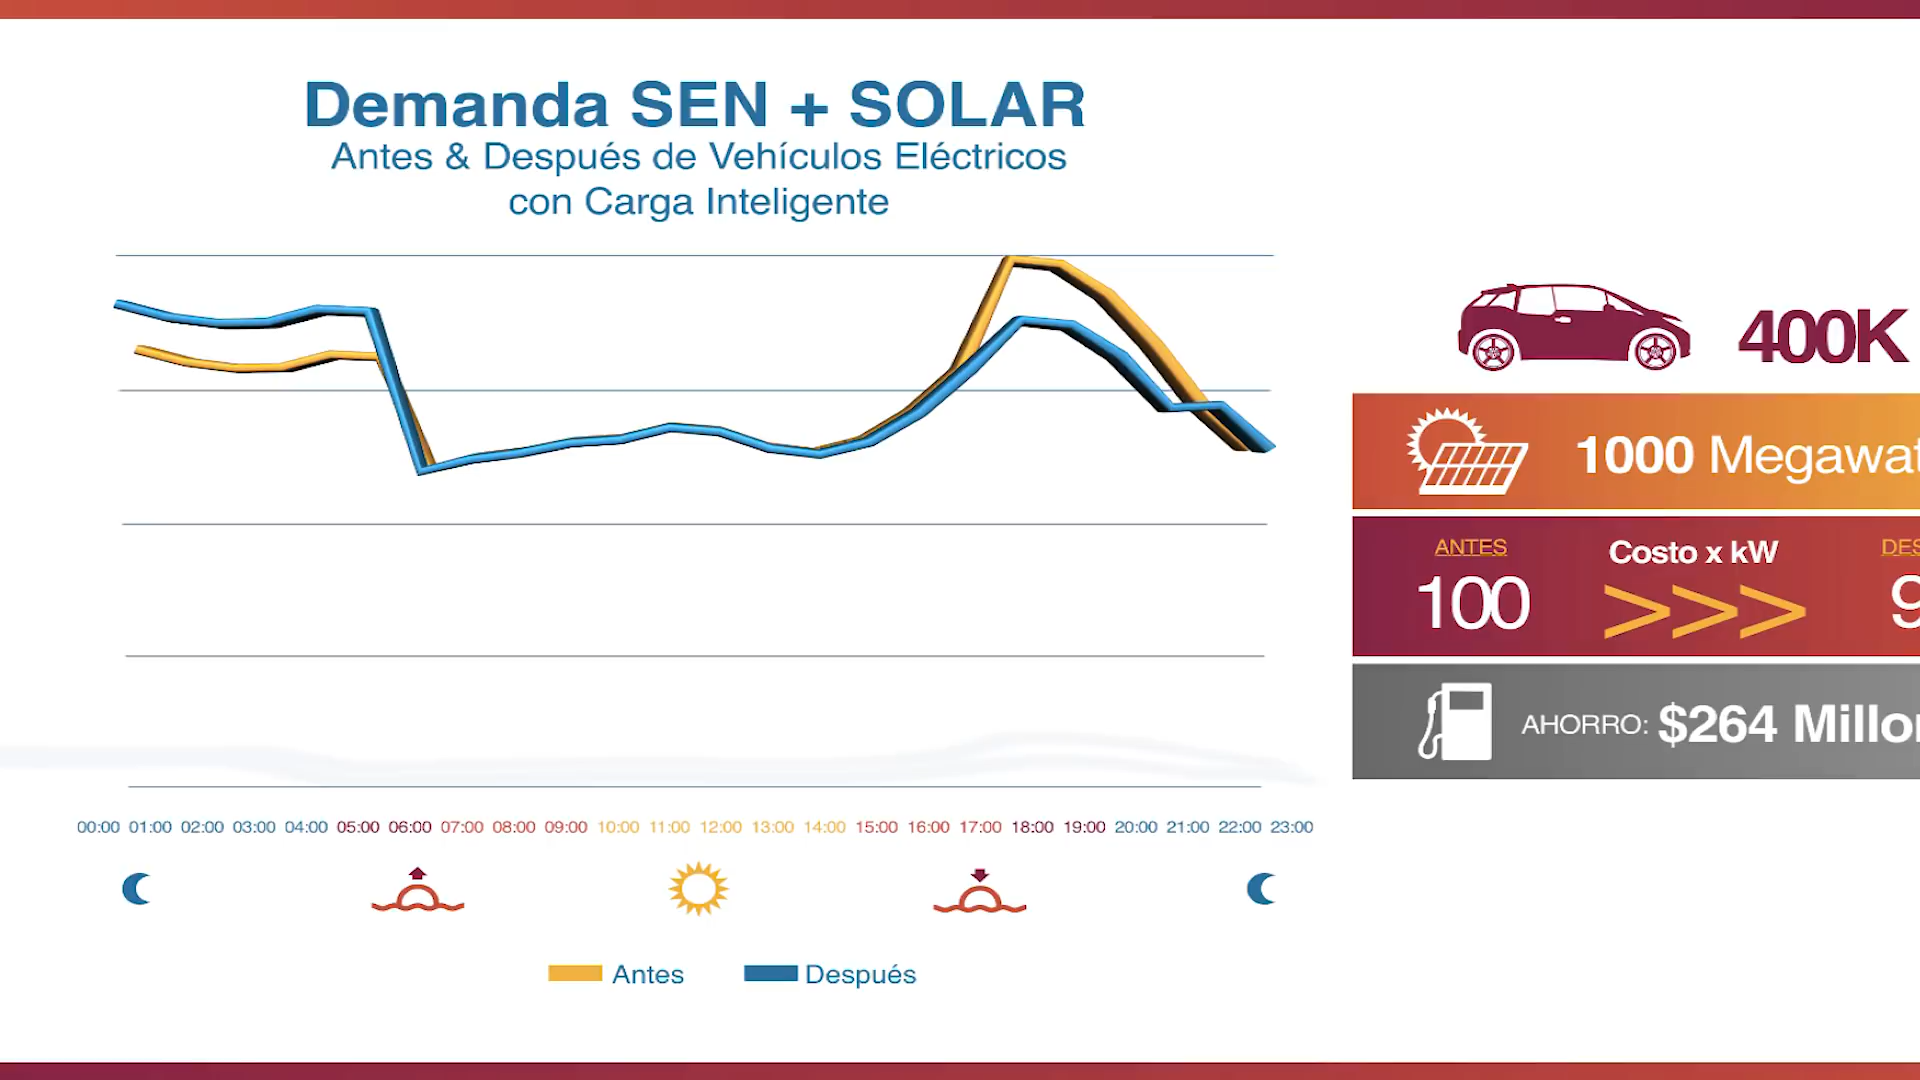 Demanda SEN + SOLAR
Antes & Después de Vehículos Eléctricos
con Carga Inteligente
00:00 01:00 02:00 03:00 04:00 05:00 06:00 07:00 08:00 09:00 10:00 11:00 12:00 13:00 14:00 15:00 16:00 17:00 18:00 19:00 20:00 21:00 22:00 23:00
Antes
Después
400K
1000
ANTES
Costo x kW
100 >>>
AHORRO: $264